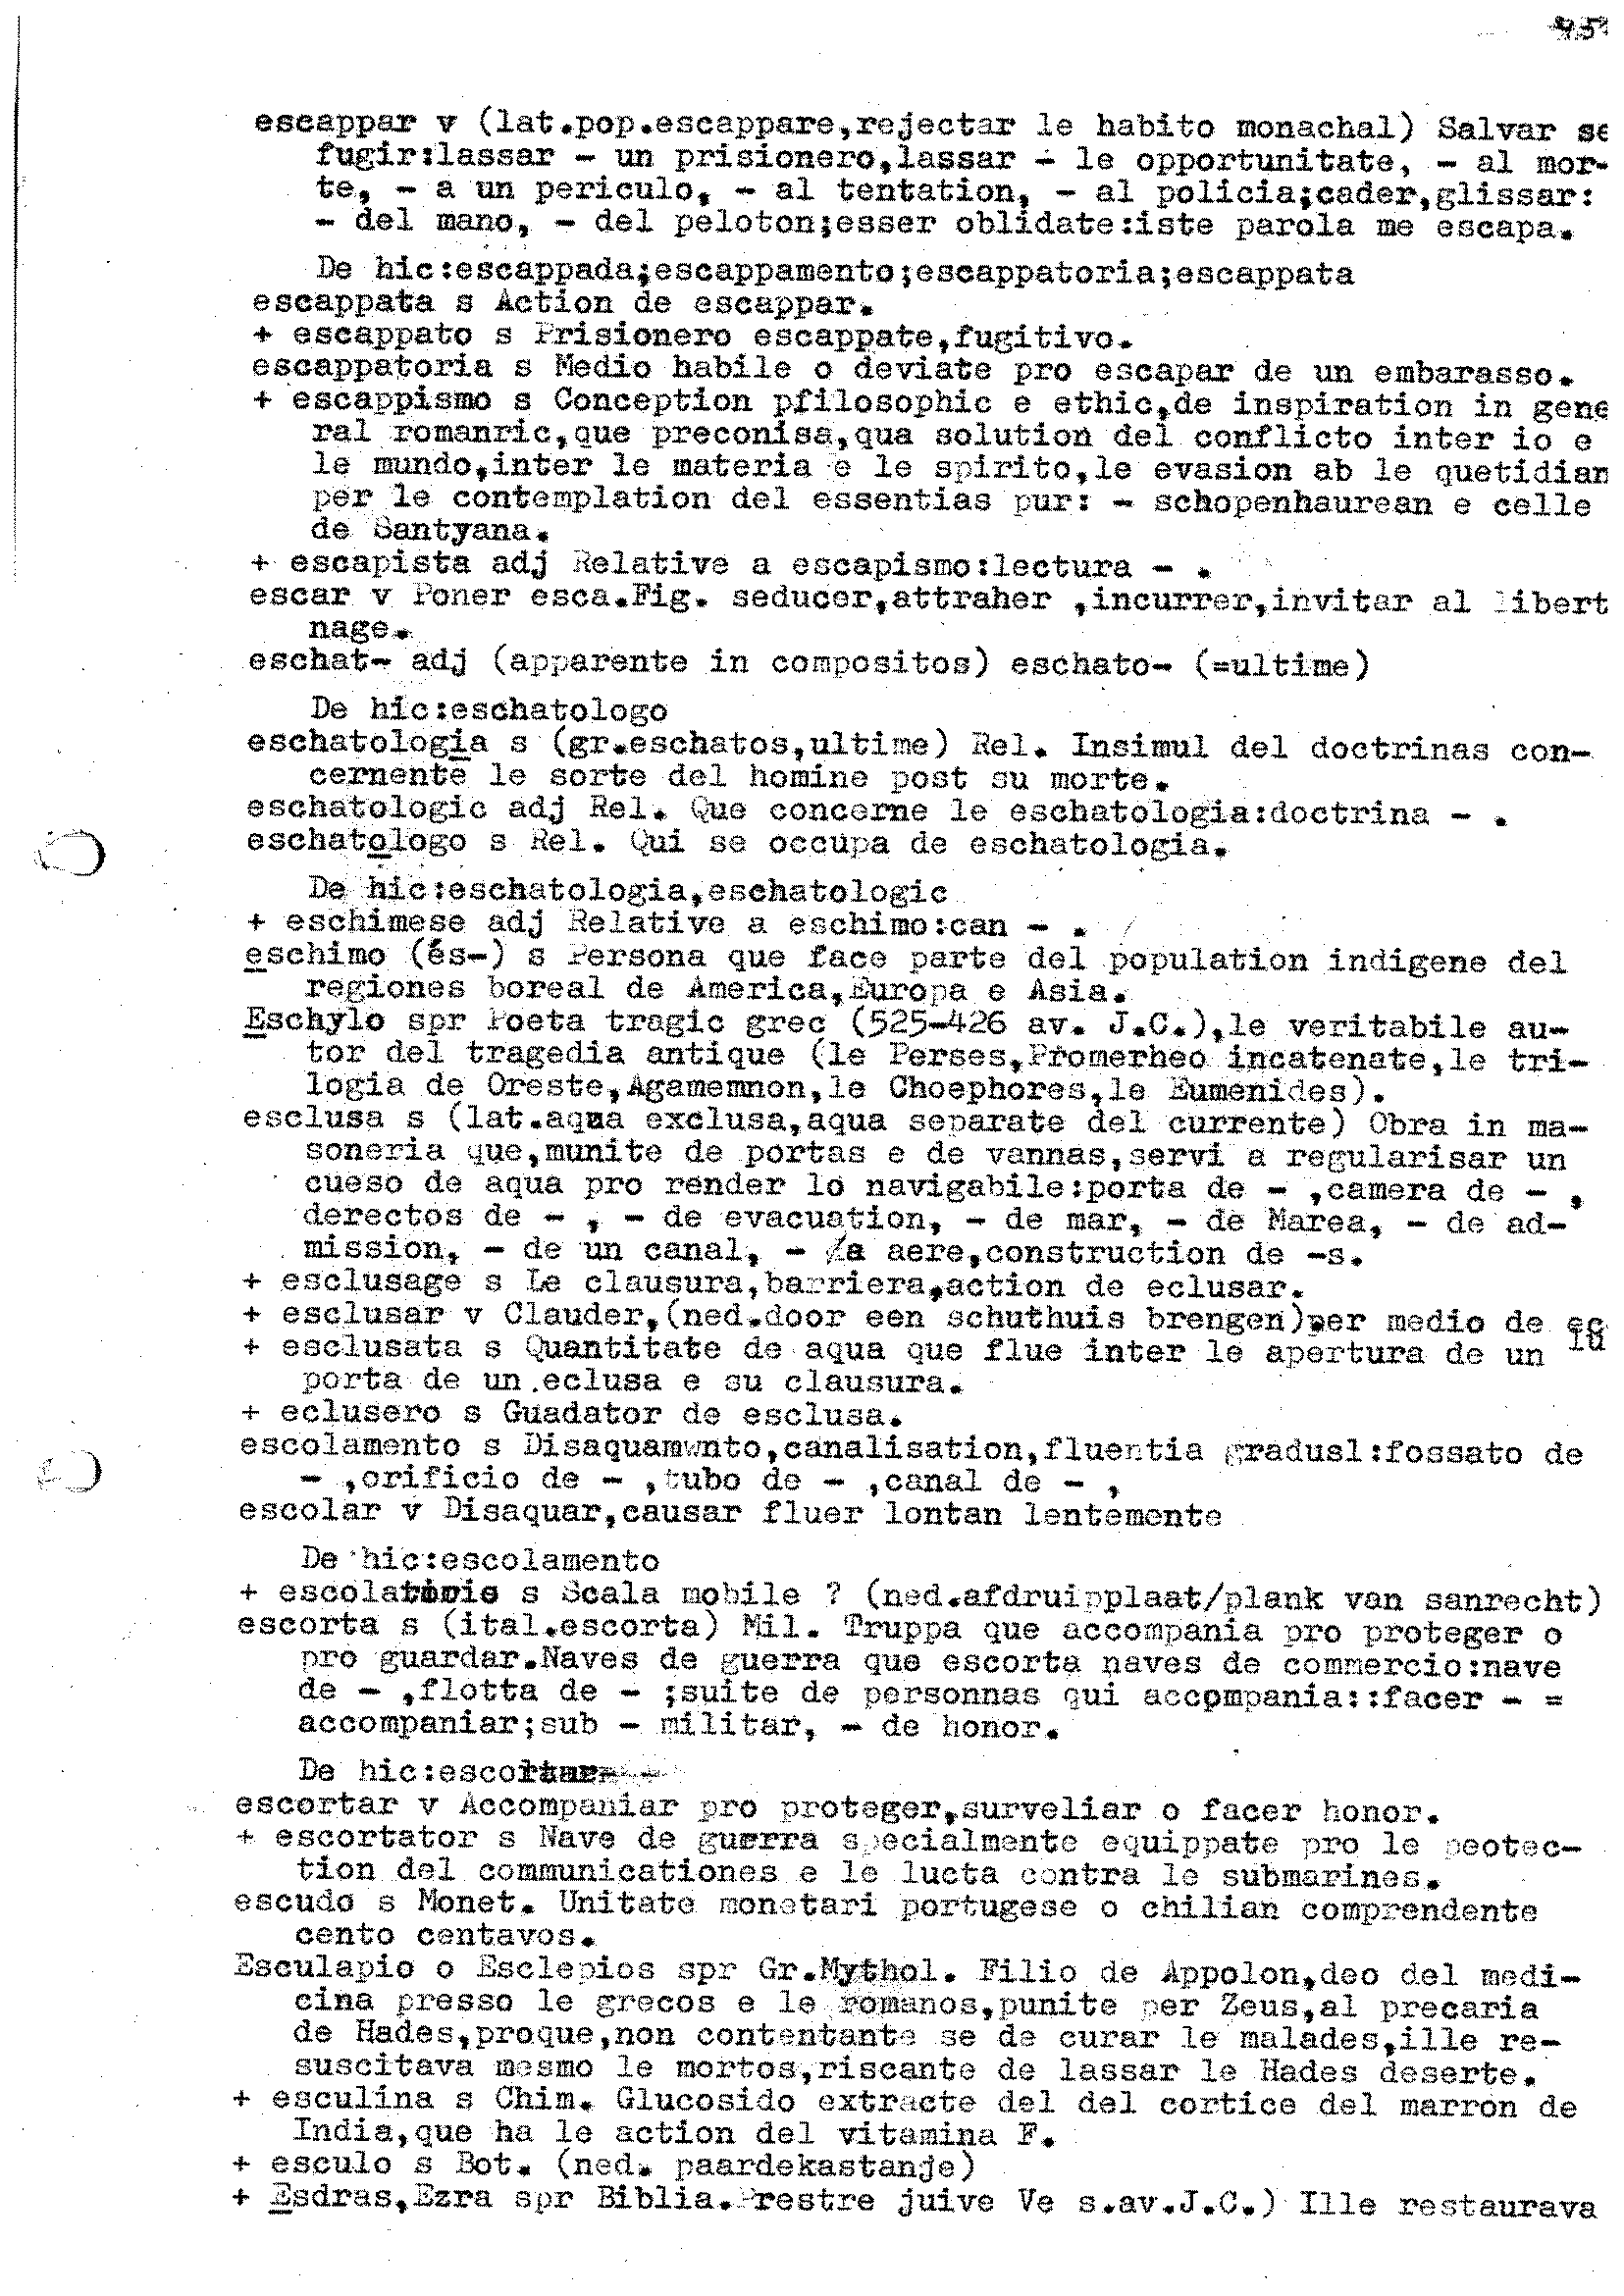 escappar v (lat.pop.escappare,rejectar le habito monachal) Salvar se
fugir:lassar - un prisionero,lassar - le opportunitate, - al mor-
te, - a un periculo, - al tentation, - al policia;cader,glissar:
- del mano, - del peloton;esser oblidate:iste parola me escapa.
De hic:escappada;escappamento;escappatoria;escappata
escappata s Action de escappar.
+ escappato s Prisionero escappate,fugitivo.
escappatoria s Medio habile o deviate pro escapar de un embarasso.
+ escappismo s Conception pfilosophic e ethic,de inspiration in gene
ral romanric,que preconisa,qua solution del conflicto inter io e
le mundo,inter le materia e le spirito,le evasion ab le quetidian
per le contemplation del essentias pur: - schopenhaurean e celle
de Santyana.
+ escapista adj Relative a escapismo:lectura - .
escar v Poner esca.Fig. seducer,attraher ,incurrer,invitar al libert
nage.
eschat- adj (apparente in compositos) eschato- (=ultime)
De hic:eschatologo
eschatologia s (gr.eschatos,ultime) Rel. Insimul del doctrinas con-
cernente le sorte del homine post su morte.
eschatologic adj Rel. Que concerne le eschatologia:doctrina - .
eschatologo s Rel. Qui se occupa de eschatologia.
De hic:eschatologia,eschatologic
+ eschimese adj Relative a eschimo:can - .
eschimo (és-) s Persona que face parte del population indigene del
regiones boreal de America,Europa e Asia.
Eschylo spr Poeta tragic grec (525-426 av. J.C.),le veritabile au-
tor del tragedia antique (le Perses,Promerheo incatenate,le tri-
logia de Oreste,Agamemnon,le Choephores,le Eumenides).
esclusa s (lat.aqua exclusa,aqua separate del currente) Obra in ma-
soneria que,munite de portas e de vannas,servi a regularisar un
cueso de aqua pro render lo navigabile:porta de - ,camera de - ,
derectos de - , - de evacuation, - de mar, - de Marea, - de ad-
mission, - de un canal, - a aere,construction de -s.
+ esclusage s Le clausura,barriera,action de eclusar.
+ esclusar v Clauder,(ned.door een schuthuis brengen)per medio de ec
lu
+ esclusata s Quantitate de aqua que flue inter le apertura de un
porta de un.eclusa e su clausura.
+ eclusero s Guadator de esclusa.
escolamento s Disaquamwnto,canalisation,fluentia gradusl:fossato de
- ,orificio de - ,tubo de - ,canal de - ,
escolar v Disaquar,causar fluer lontan lentemente
De hic:escolamento
+ s Scala mobile ? (ned.afdruipplaat/plank van sanrecht)
escorta s (ital.escorta) Mil. Truppa que accompania pro proteger o
pro guardar.Naves de guerra que escorta naves de commercio:nave
de - ,flotta de - ;suite de personnas qui accompania::facer - =
accompaniar;sub - militar, - de honor.
De hic:escortar
escortar v Accompaniar pro proteger,surveliar o facer honor.
+ escortator s Nave de guerra specialmente equippate pro le peotec-
tion del communicationes e le lucta contra le submarines.
escudo s Monet. Unitate monetari portugese o chilian comprendente
cento centavos.
Esculapio o Esclepios spr Gr.Mythol. Filio de Appolon,deo del medi-
cina presso le grecos e le romanos,punite per Zeus,al precaria
de Hades,proque,non contentante se de curar le malades,ille re-
suscitava mesmo le mortos,riscante de lassar le Hades deserte.
+ esculina s Chim. Glucosido extracte del del cortice del marron de
India,que ha le action del vitamina F.
+ esculo s Bot. (ned. paardekastanje)
+ Esdras,Ezra spr Biblia.Prestre juive Ve s.av.J.C.) Ille restaurava